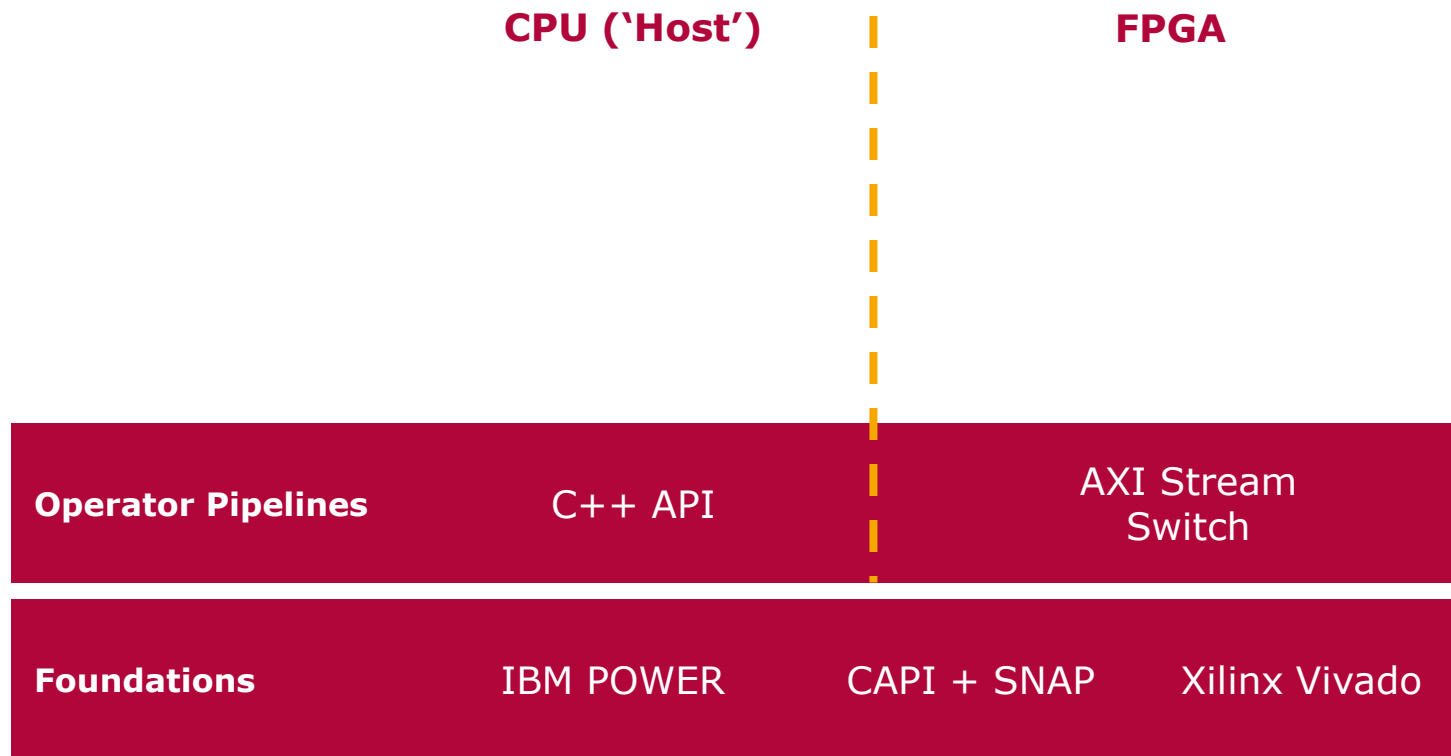 CPU (‘Host’)
FPGA
Operator Pipelines
C++ API
AXI Stream
Switch
Foundations
IBM POWER
CAPI + SNAP
Xilinx Vivado